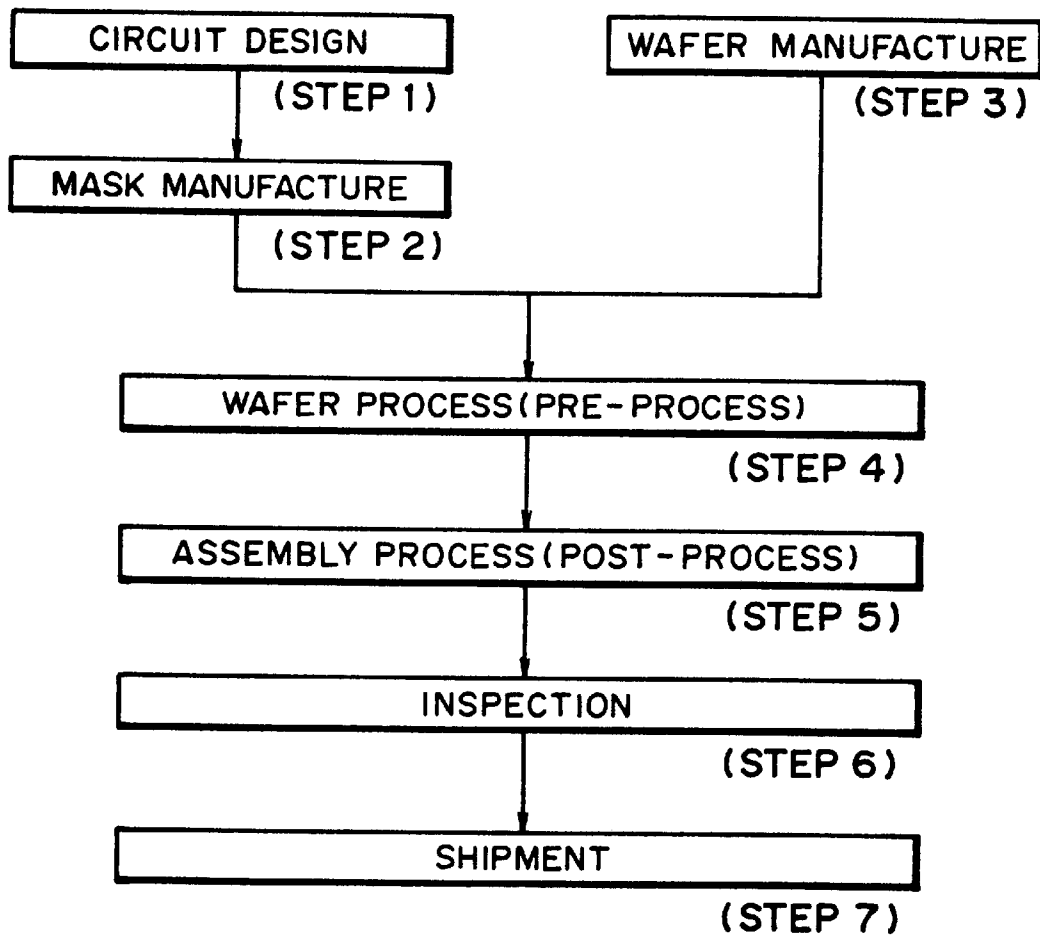 CIRCUIT DESIGN
(STEP 1)
MASK MANUFACTURE
(STEP 2)
WAFER MANUFACTURE
(STEP 3)
WAFER PROCESS (PRE-PROCESS)
(STEP 4)
ASSEMBLY PROCESS (POST-PROCESS)
(STEP 5)
INSPECTION
(STEP 6)
SHIPMENT
(STEP 7)